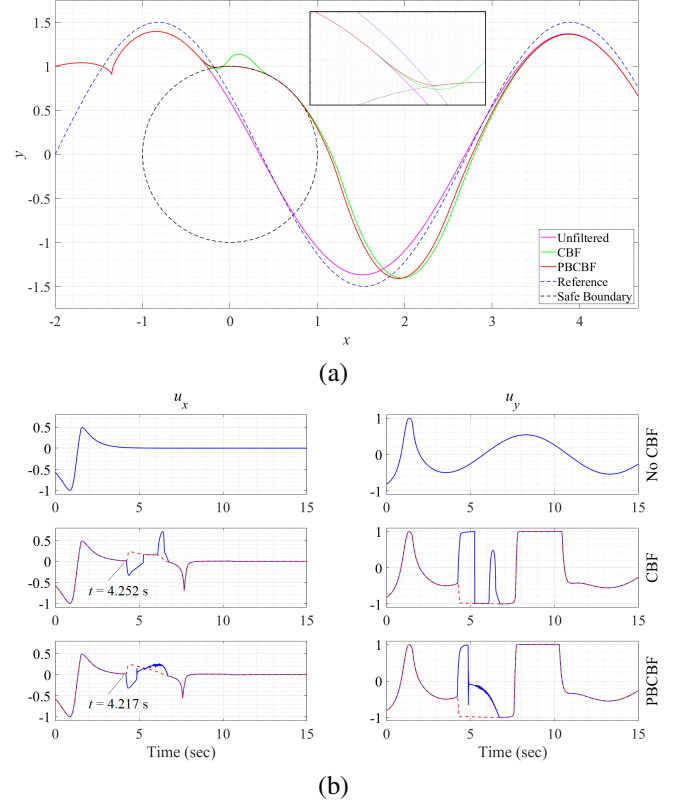 1.5
1
0.5
0
-0.5
-1
-1.5
y
Unfiltered
CBF
PBCBF
Reference
Safe Boundary
-2 -1 0 1 2 3 4
x
(a)
u_x u_y
0.5
0
-0.5
-1
0 5 10 15
1
0
-1
0 5 10 15
No CBF
0.5
0
-0.5
-1
t = 4.252 s
0 5 10 15
1
0
-1
0 5 10 15
CBF
0.5
0
-0.5
-1
t = 4.217 s
0 5 10 15
Time (sec)
1
0
-1
0 5 10 15
Time (sec)
PBCBF
(b)